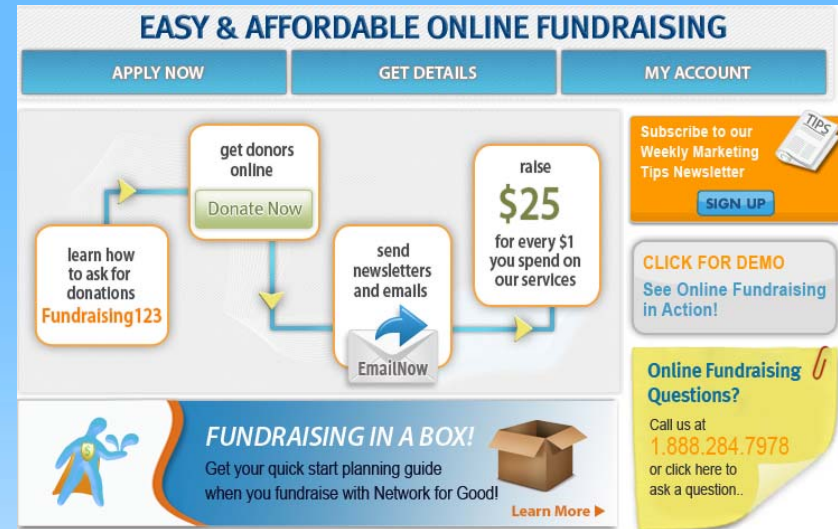 EASY & AFFORDABLE ONLINE FUNDRAISING
APPLY NOW
GET DETAILS
MY ACCOUNT
learn how
to ask for
donations
Fundraising123
get donors
online
Donate Now
send
newsletters
and emails
EmailNow
raise
$25
for every $1
you spend on
our services
Subscribe to our
Weekly Marketing
Tips Newsletter
TIPS
SIGN UP
CLICK FOR DEMO
See Online Fundraising
in Action!
FUNDRAISING IN A BOX!
Get your quick start planning guide
when you fundraise with Network for Good!
Learn More
Online Fundraising
Questions?
Call us at
1.888.284.7978
or click here to
ask a question..